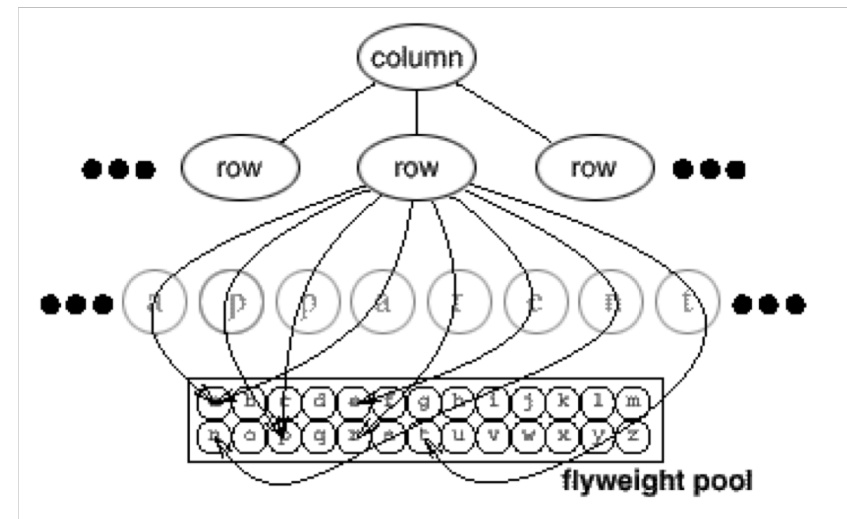 column
row row row
a p p a r e n t
a b c d e f g h i j k l m
n o p q r s t u v w x y z
flyweight pool